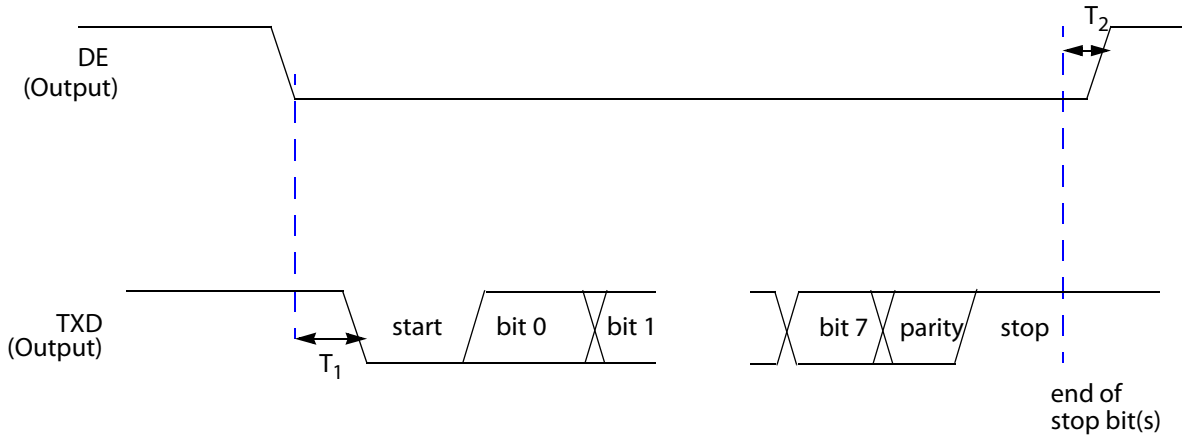 T2
DE
(Output)
TXD
(Output)
start
bit 0
bit 1
bit 7
parity
stop
T1
end of
stop bit(s)